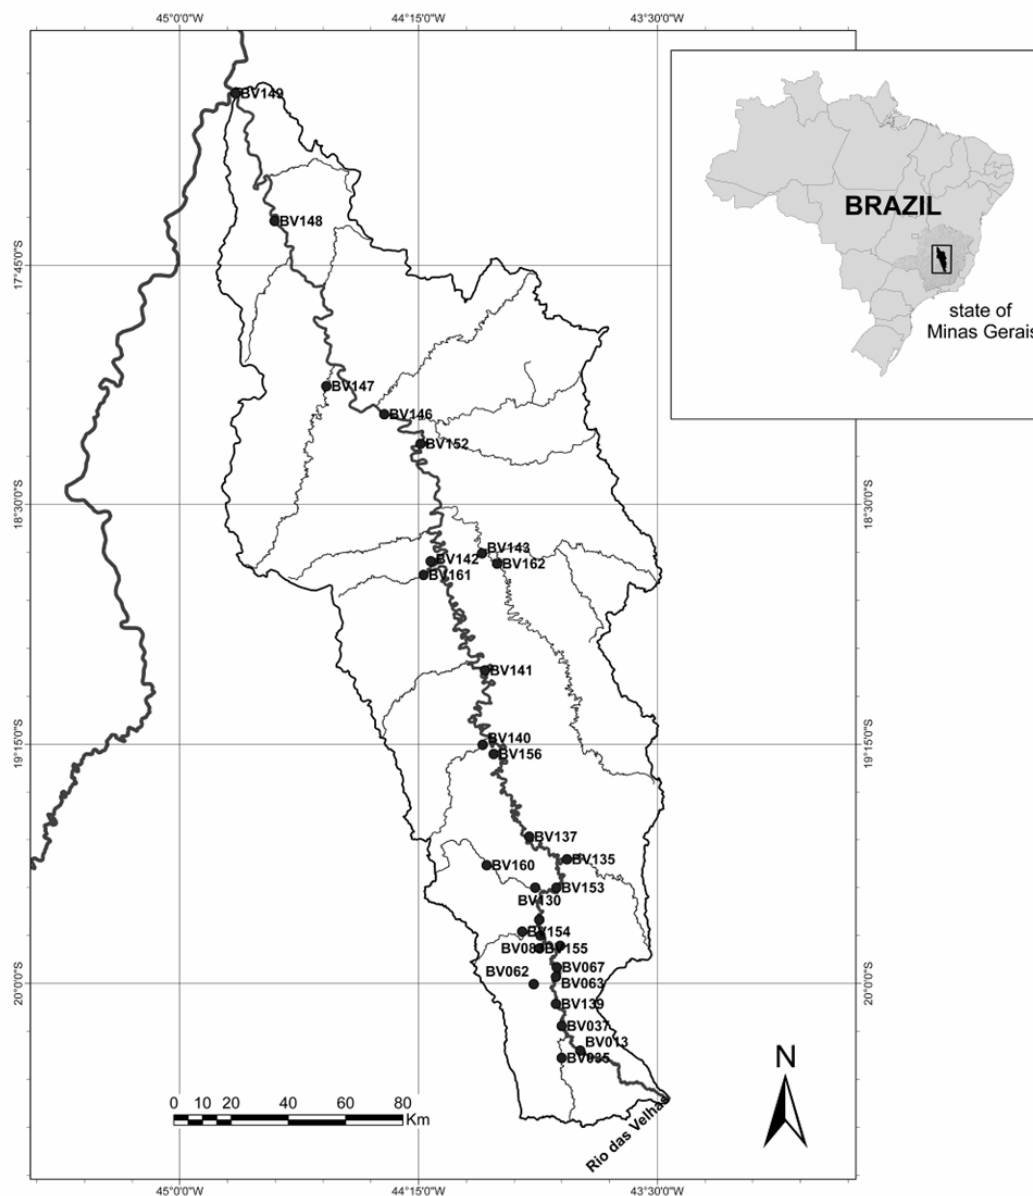 45°0'0"W 44°15'0"W 43°30'0"W
BV149
BV148
BRAZIL
17°45'0"S 17°45'0"S
state of
Minas Gerais
BV147
BV146
BV152
18°30'0"S 18°30'0"S
BV143
BV142
BV162
BV161
BV141
19°15'0"S 19°15'0"S
BV140
BV156
BV137
BV135
BV160
BV153
BV130
BV154
BV155
BV067
BV062
BV063
20°0'0"S 20°0'0"S
BV139
BV037
BV013
BV035
N
0 10 20 40 60 80
Km
Rio das Velhas
45°0'0"W 44°15'0"W 43°30'0"W